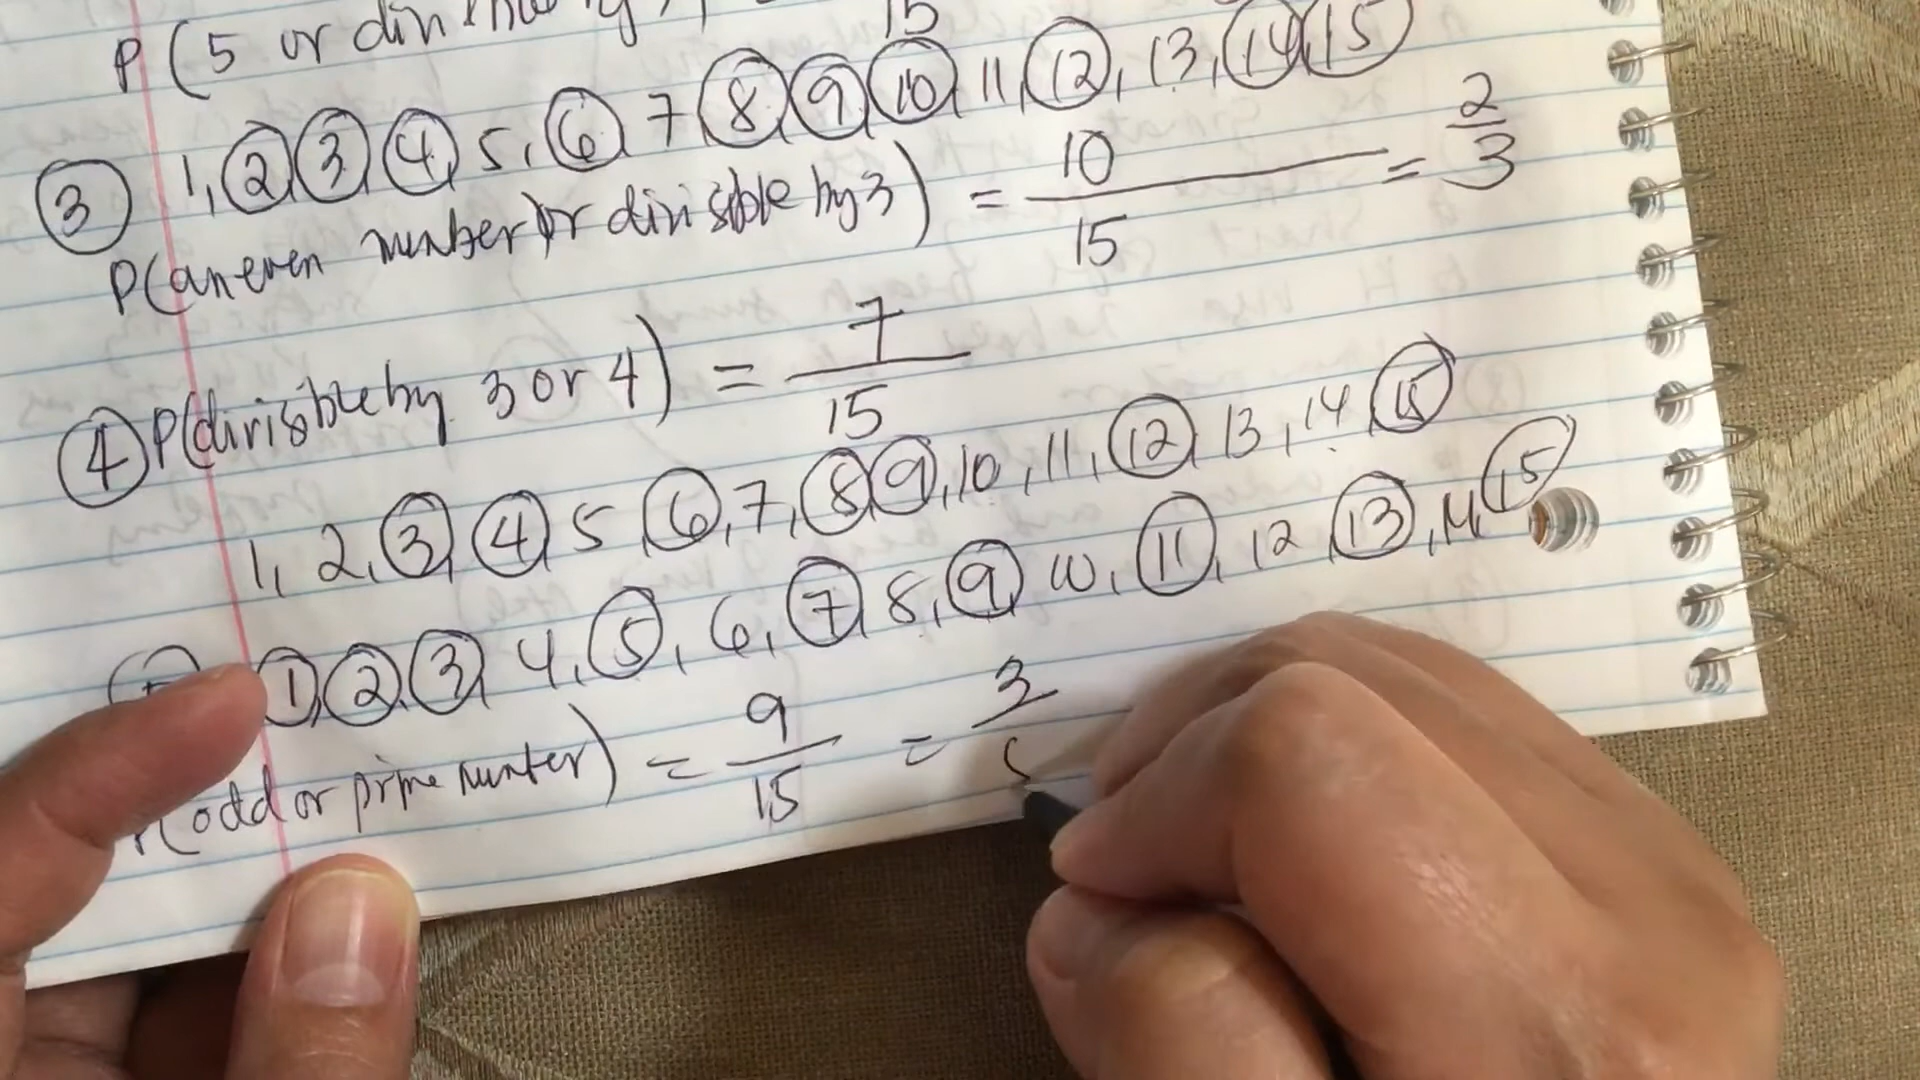 P(5 or divisible by
15
③ 1, 2, 3, 4, 5, 6, 7, 8, 9, 10, 11, 12, 13, 14, 15
P(an even number or divisible by 3) = 10/15 = 2/3
④ P(divisible by 3 or 4) = 7/15
1, 2, 3, 4, 5, 6, 7, 8, 9, 10, 11, 12, 13, 14, 15
1, 2, 3, 4, 5, 6, 7, 8, 9, 10, 11, 12, 13, 14, 15
P(odd or prime number) = 9/15 = 3/